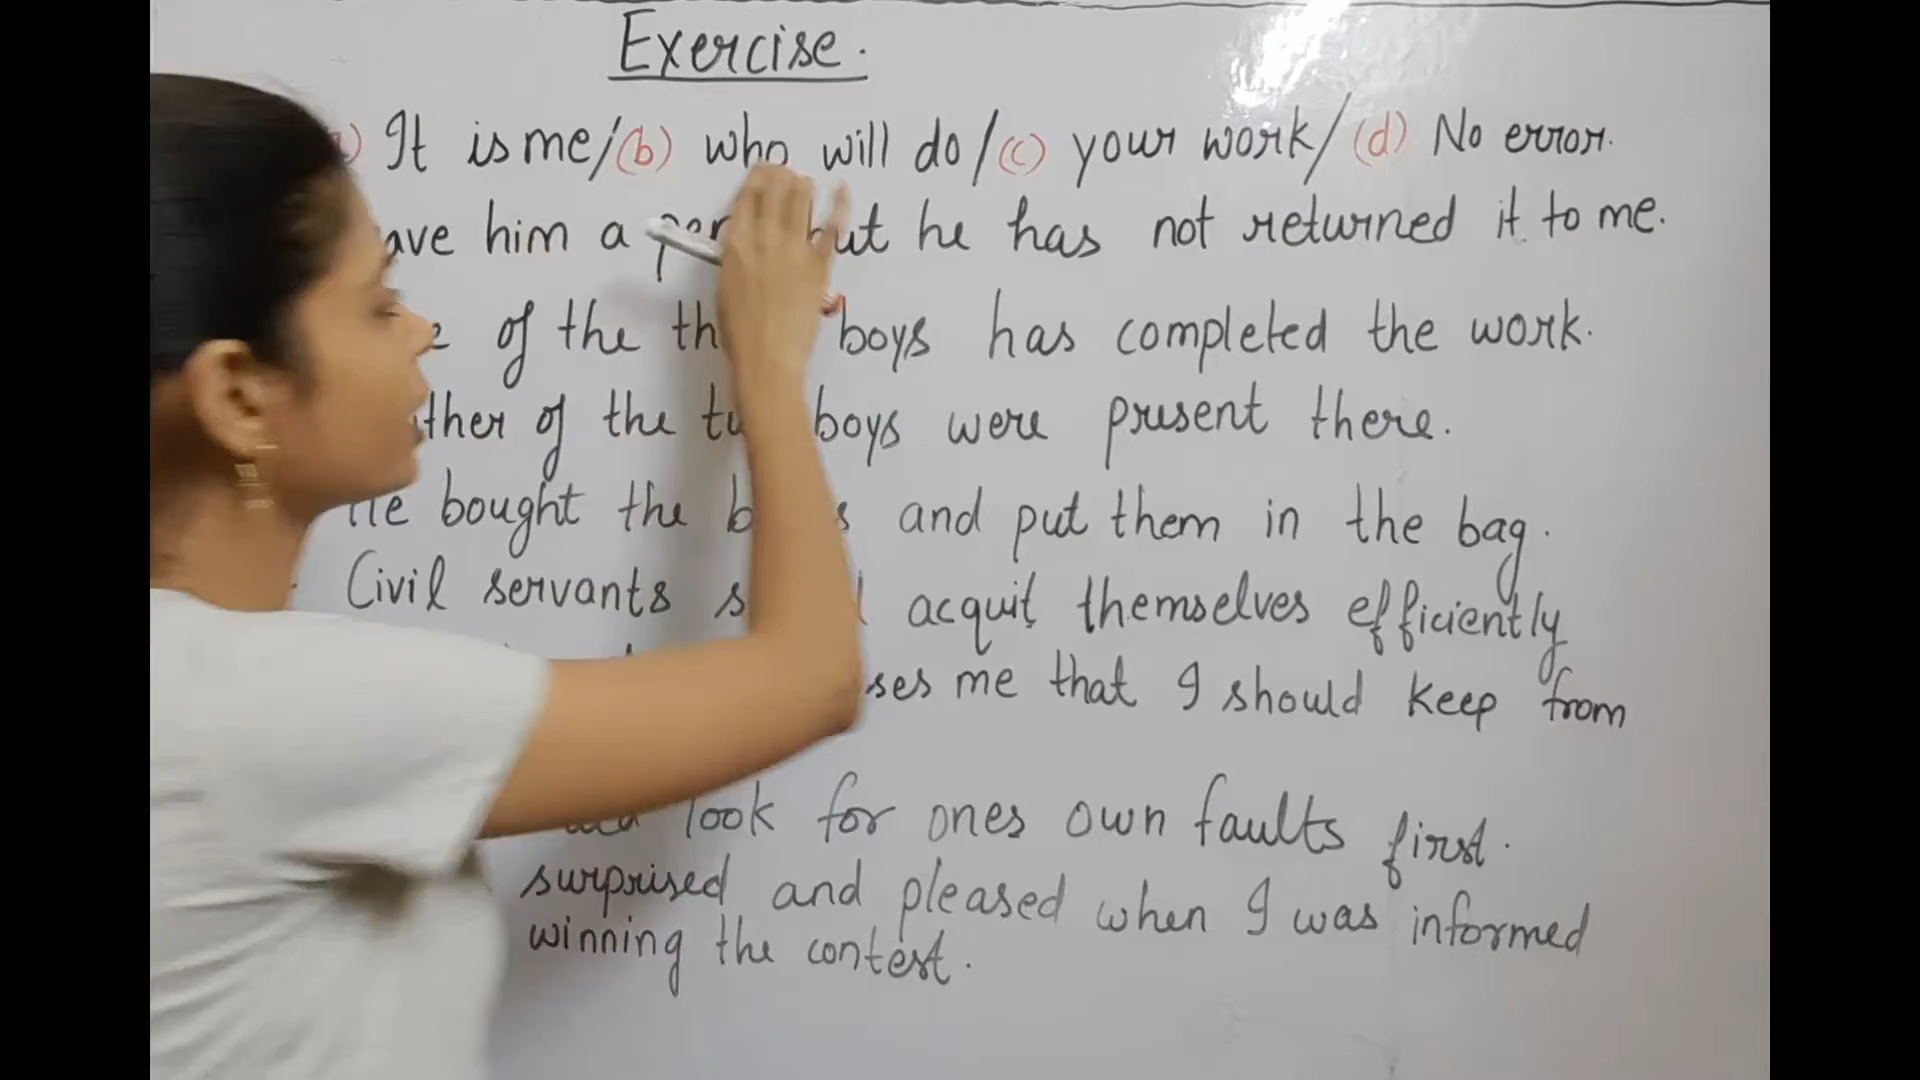 Exercise.
It is me/(b) who will do/(c) your work/(d) No error.
him a but he has not returned it to me.
of the boys has completed the work.
of the boys were present there.
He bought the and put them in the bag.
Civil servants acquit themselves efficiently
me that I should keep from
look for ones own faults first.
surprised and pleased when I was informed
winning the contest.